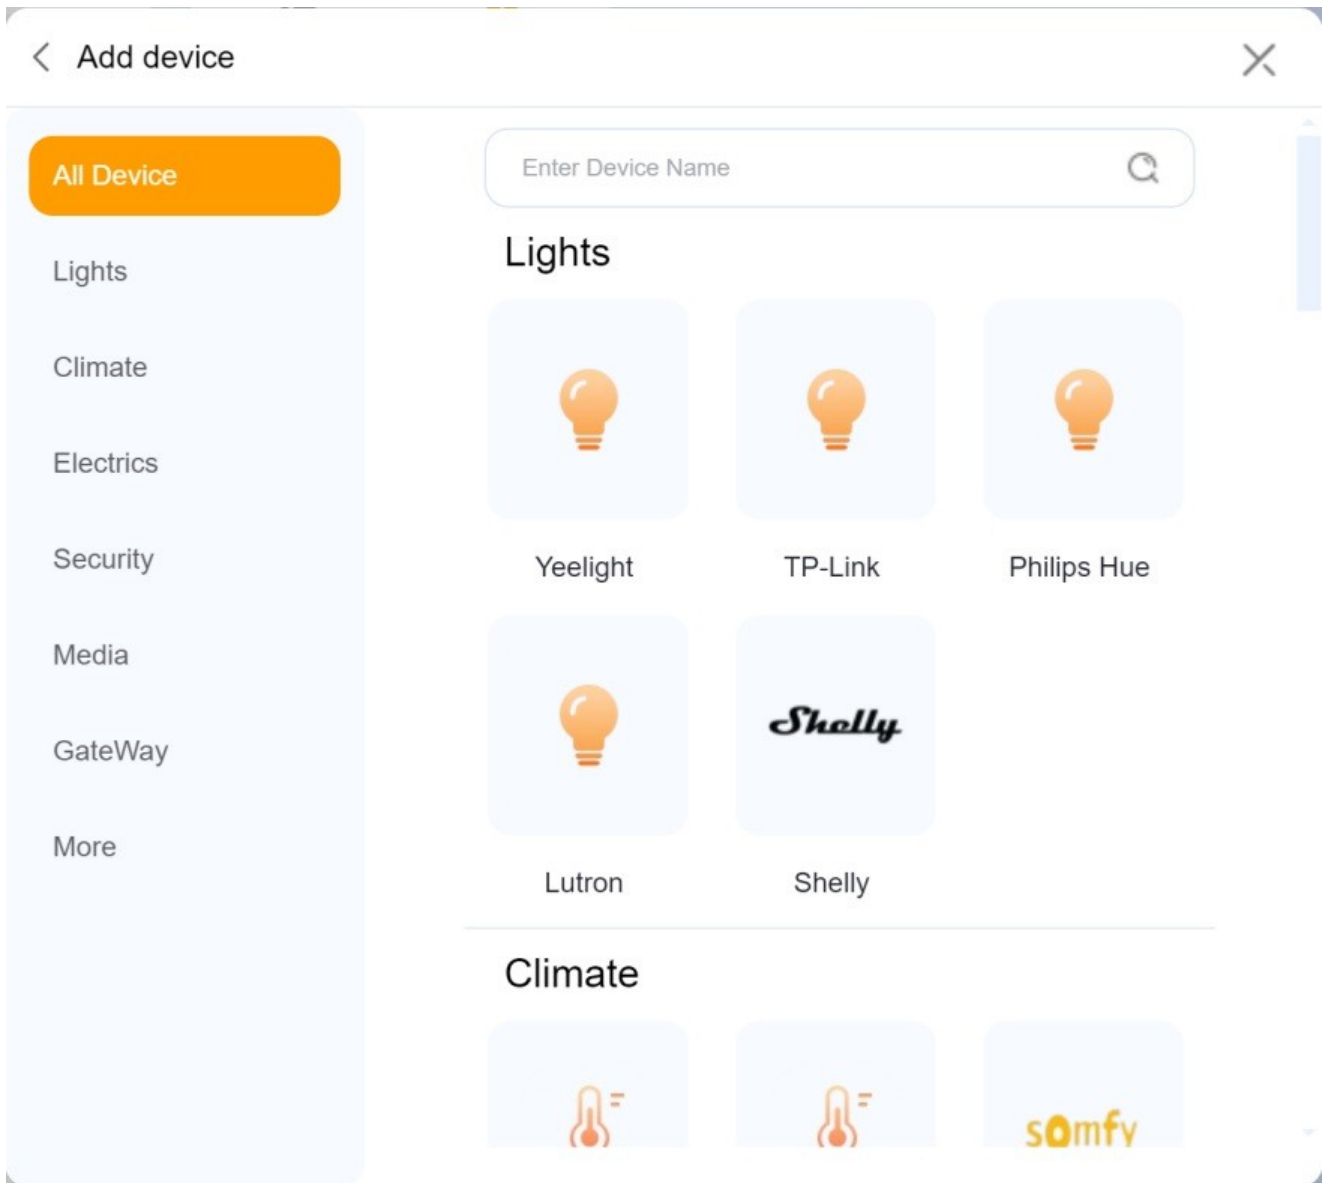 Add device
All Device
Lights
Climate
Electrics
Security
Media
GateWay
More
Enter Device Name
Lights
Yeelight
TP-Link
Philips Hue
Shelly
Lutron
Shelly
Climate
somfy